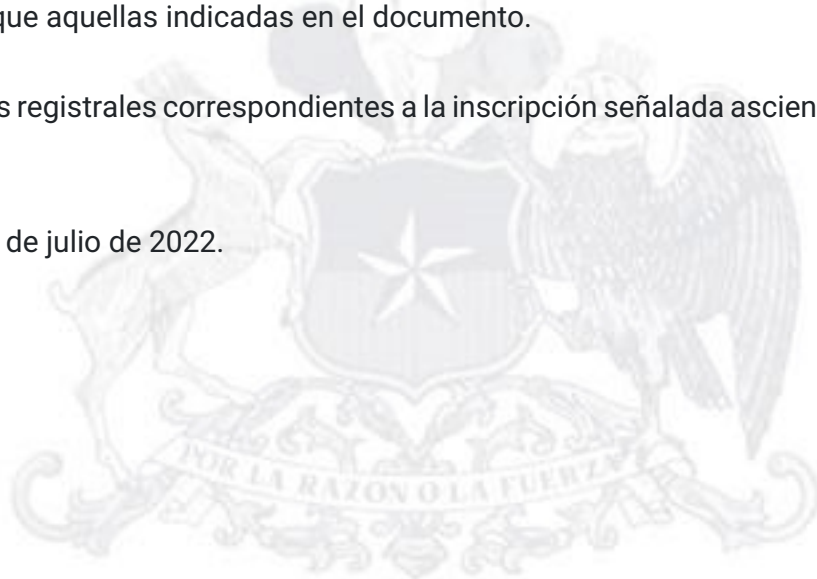 que aquellas indicadas en el documento.
s registrales correspondientes a la inscripción señalada ascien
de julio de 2022.
POR LA RAZON O LA FUERZA